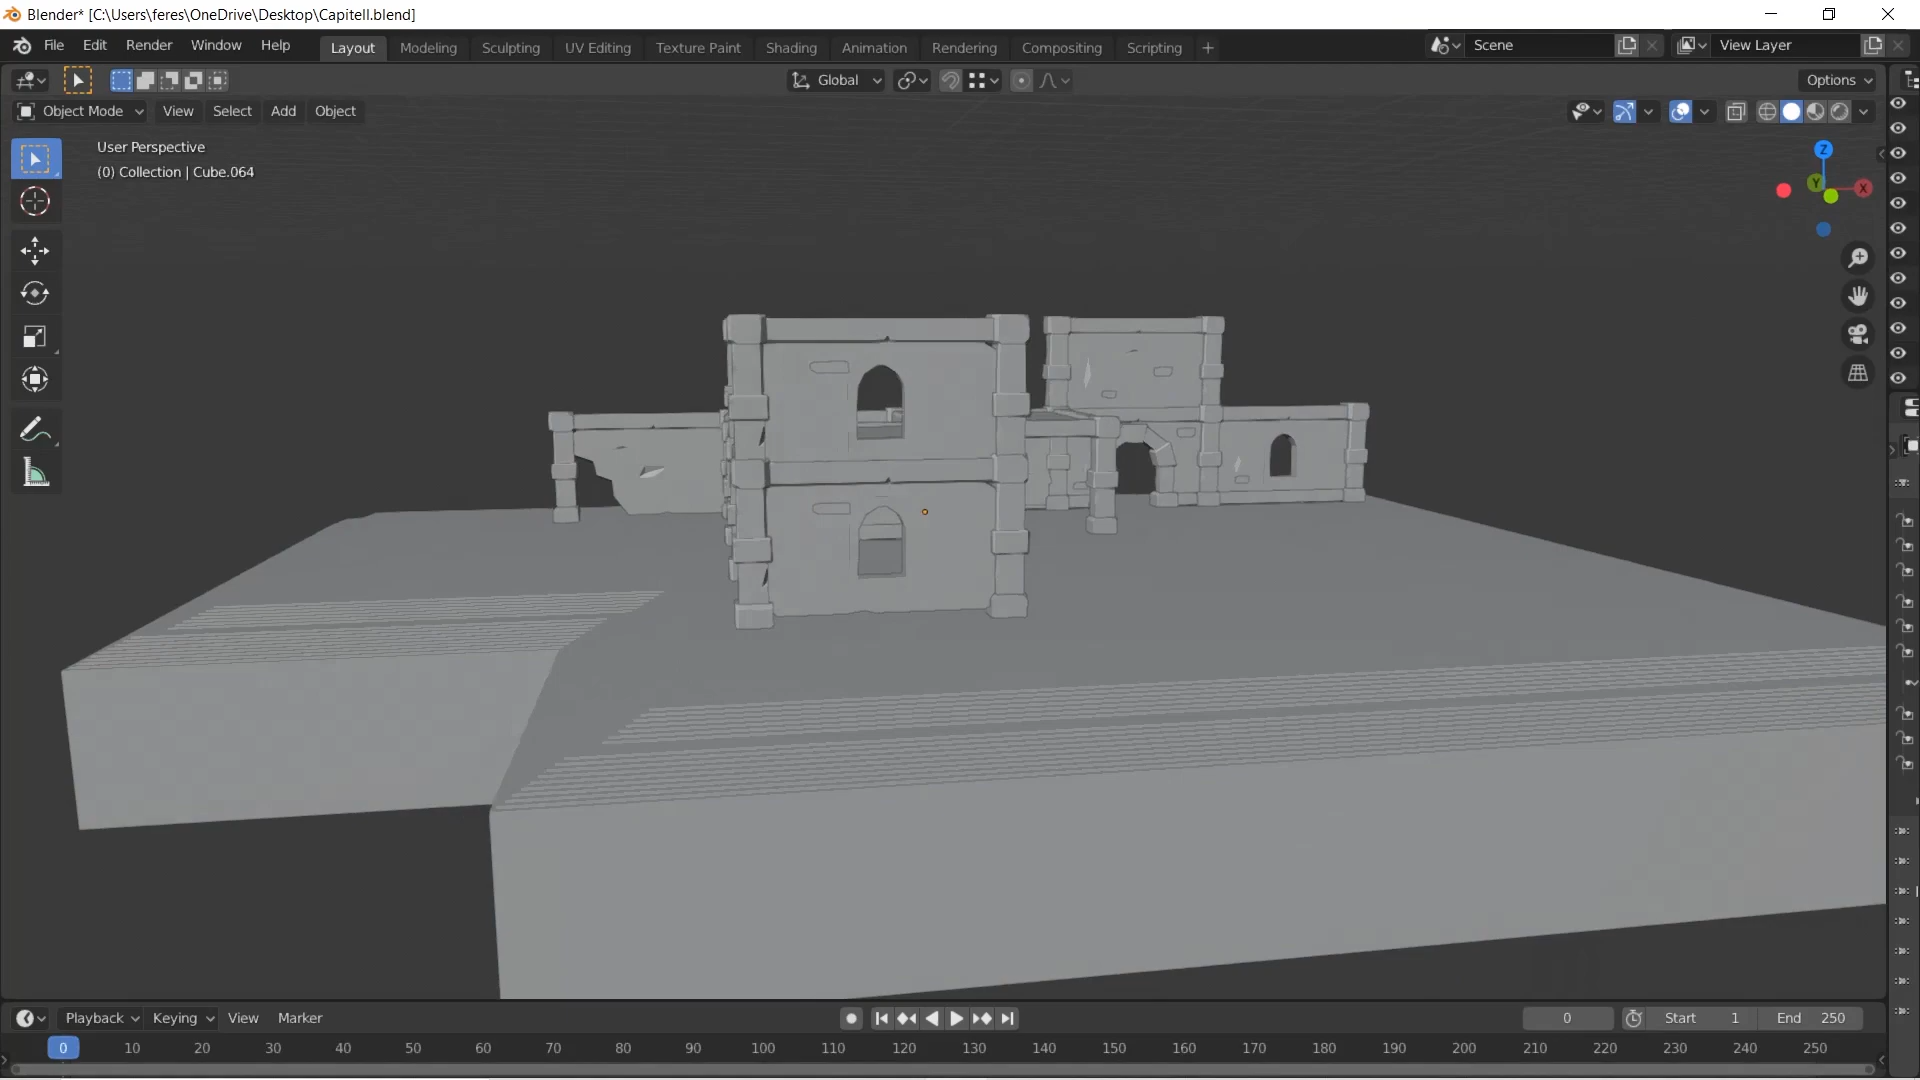 Blender* [C:\Users\feres\OneDrive\Desktop\Capitell.blend]
File Edit Render Window Help Layout Modeling Sculpting UV Editing Texture Paint Shading Animation Rendering Compositing Scripting + Scene View Layer
Global Options
Object Mode View Select Add Object
User Perspective
(0) Collection | Cube.064
Z
Y X
Playback Keying View Marker 0 Start 1 End 250
0 10 20 30 40 50 60 70 80 90 100 110 120 130 140 150 160 170 180 190 200 210 220 230 240 250